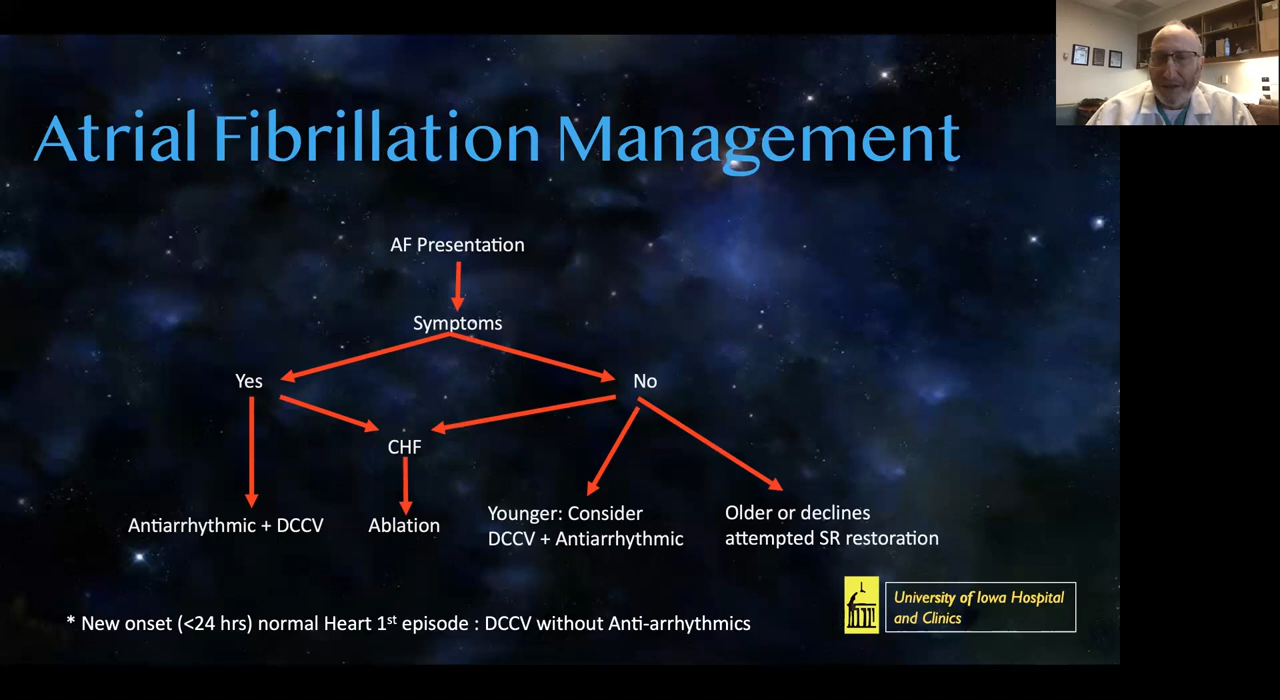 Atrial Fibrillation Management
AF Presentation
Symptoms
Yes
No
CHF
Antiarrhythmic + DCCV
Ablation
Younger: Consider
DCCV + Antiarrhythmic
Older or declines
attempted SR restoration
* New onset (<24 hrs) normal Heart 1st episode : DCCV without Anti-arrhythmics
University of Iowa Hospital
and Clinics